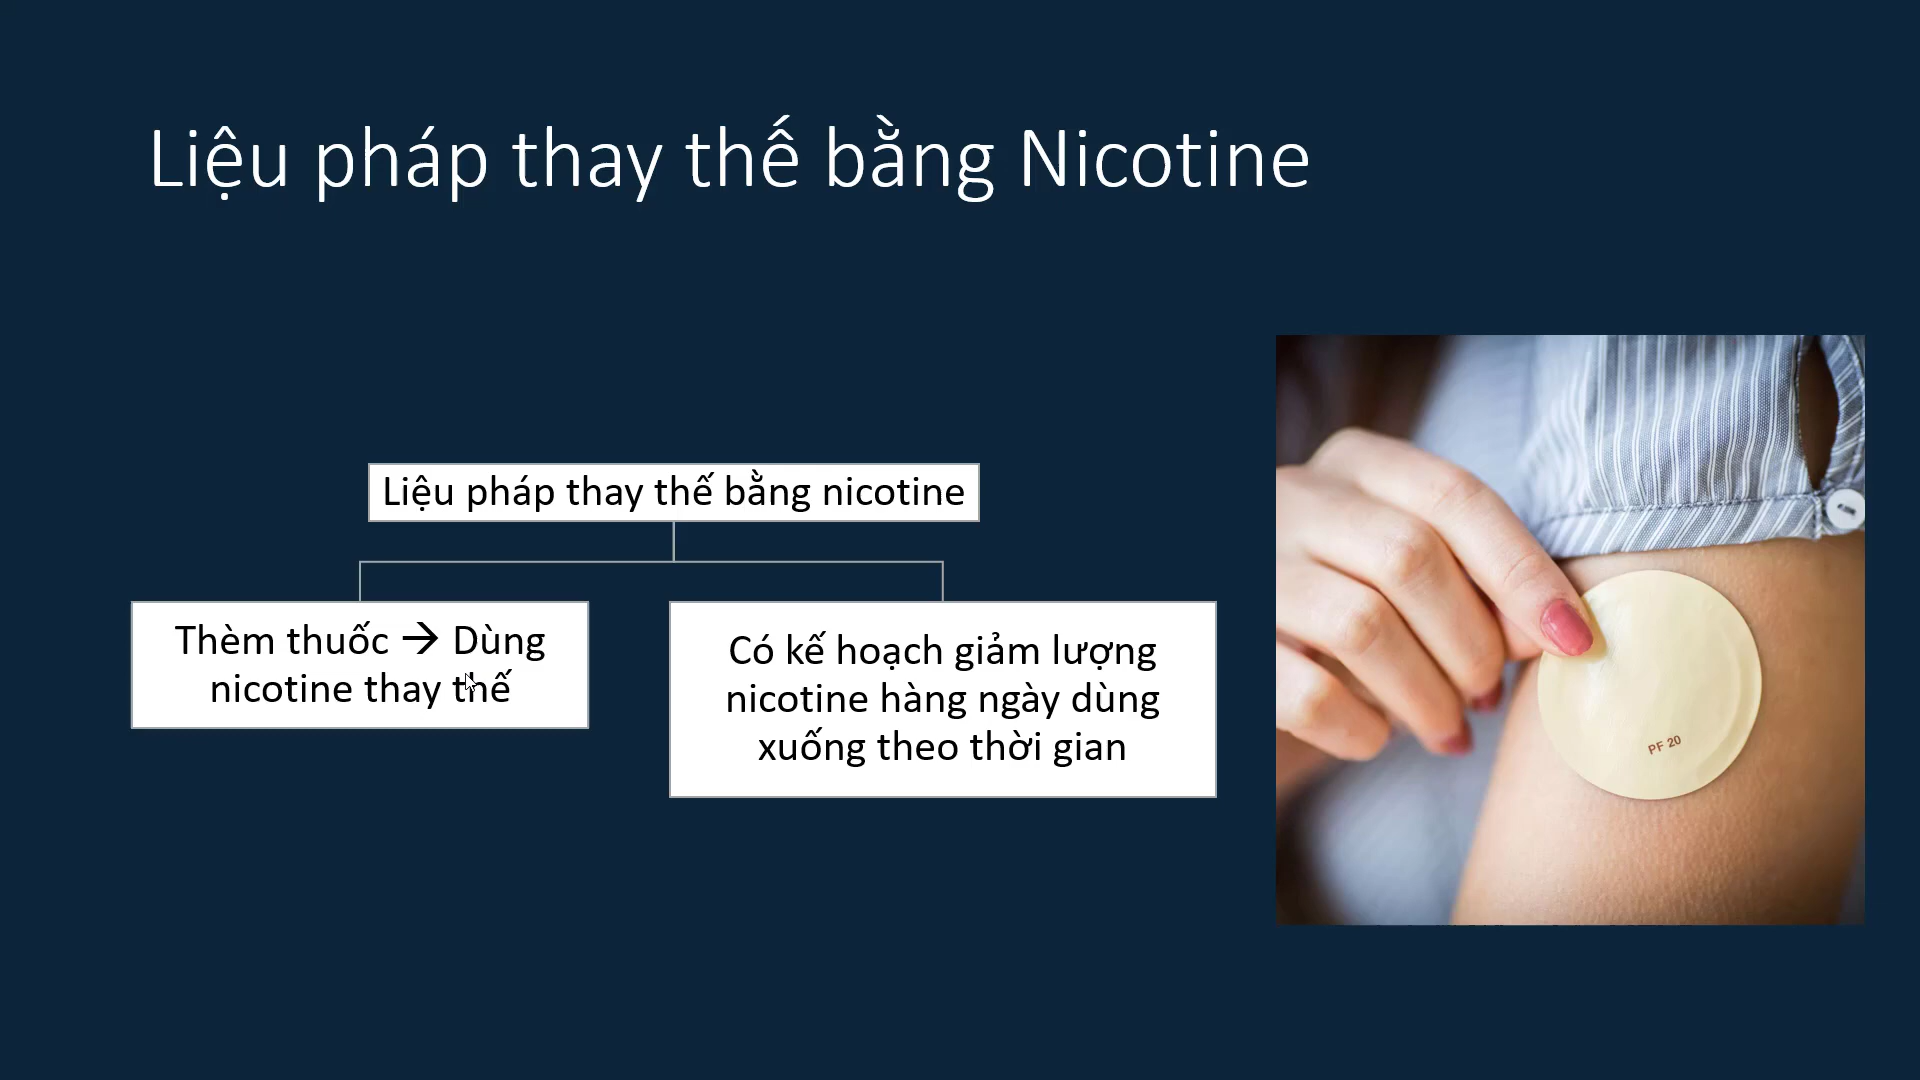 Liệu pháp thay thế bằng Nicotine
Liệu pháp thay thế bằng nicotine
Thèm thuốc → Dùng
nicotine thay thế
Có kế hoạch giảm lượng
nicotine hàng ngày dùng
xuống theo thời gian
PF 20